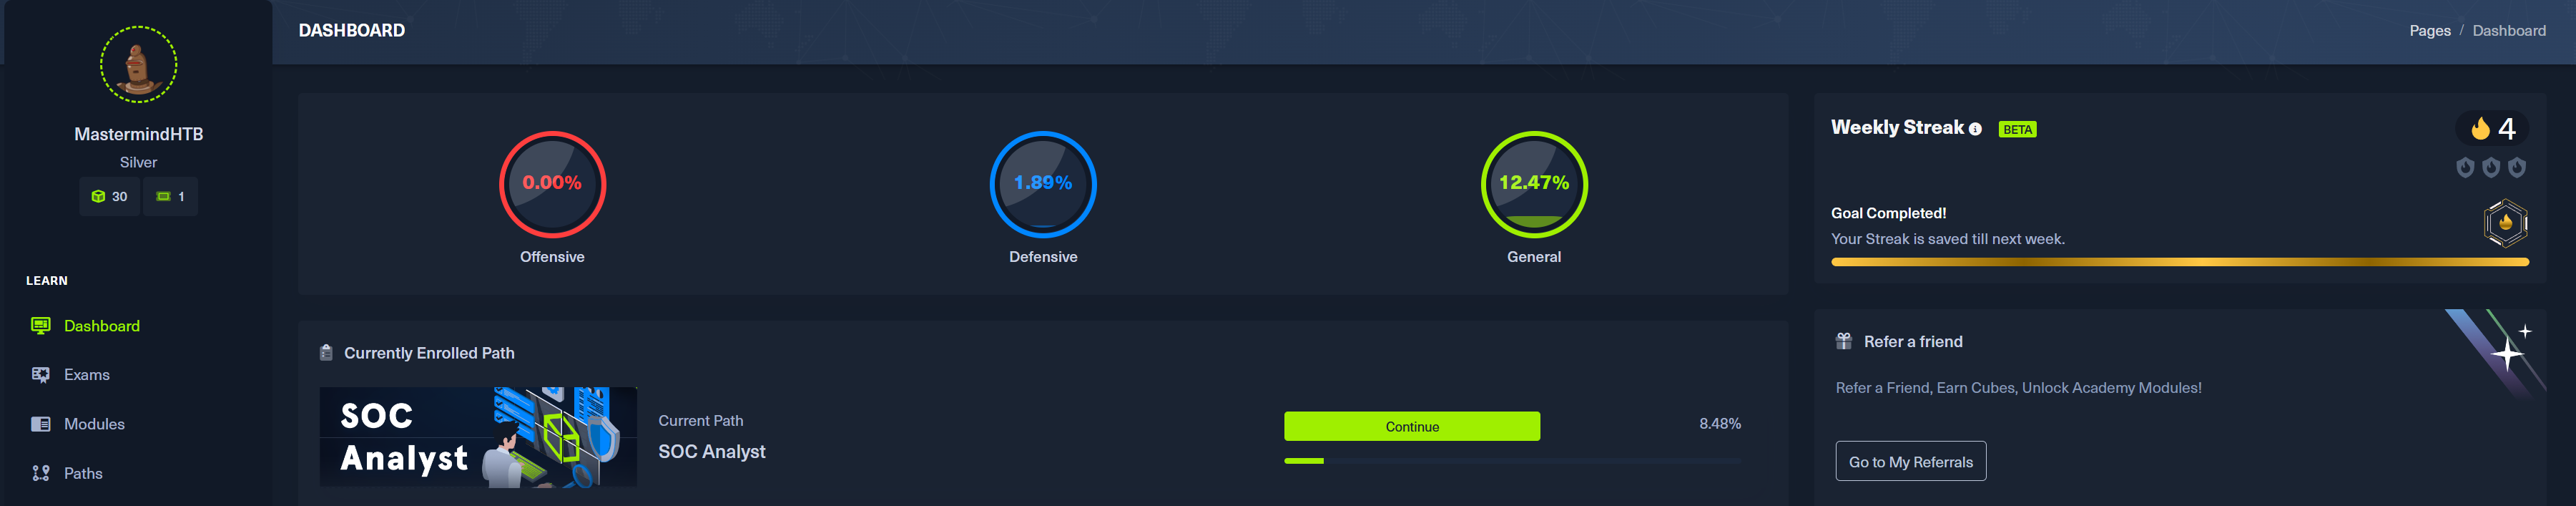 MastermindHTB
Silver
30
1
LEARN
Dashboard
Exams
Modules
Paths
DASHBOARD
Pages / Dashboard
0.00%
Offensive
1.89%
Defensive
12.47%
General
Currently Enrolled Path
SOC
Analyst
Current Path
SOC Analyst
Continue
8.48%
Weekly Streak BETA
4
Goal Completed!
Your Streak is saved till next week.
Refer a friend
Refer a Friend, Earn Cubes, Unlock Academy Modules!
Go to My Referrals